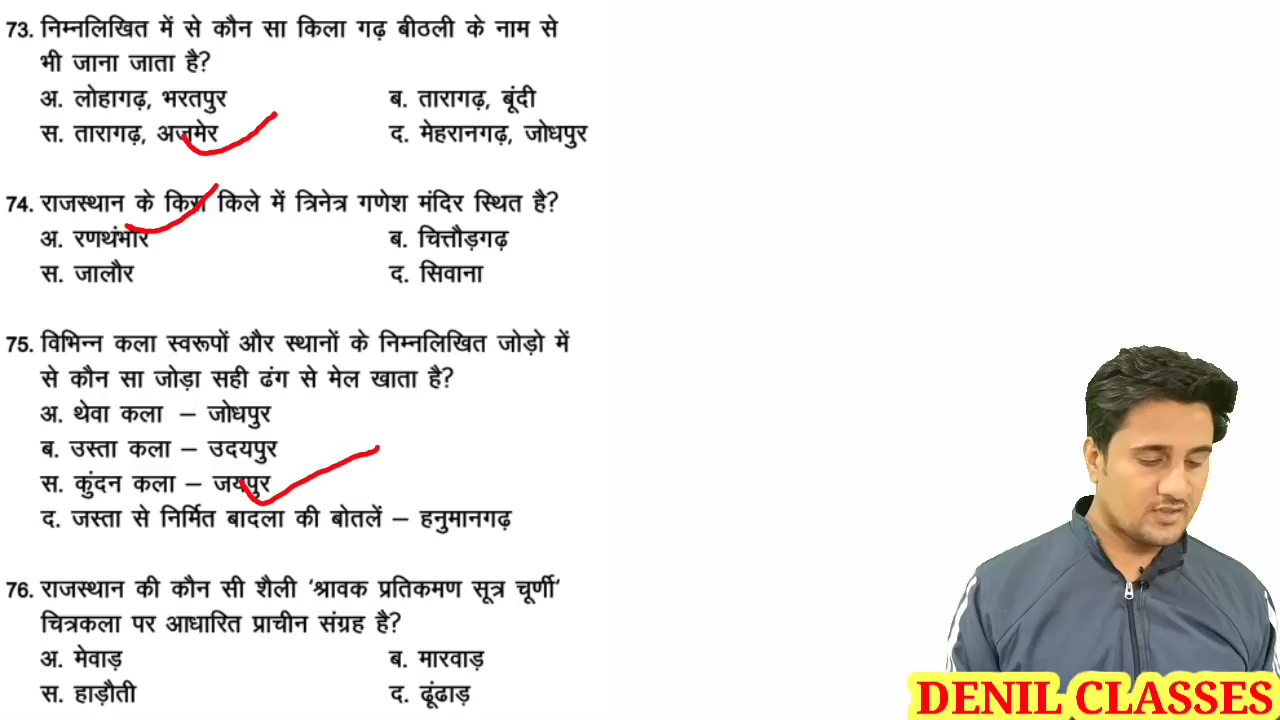 73. निम्नलिखित में से कौन सा किला गढ़ बीठली के नाम से
भी जाना जाता है?
अ. लोहागढ़, भरतपुर ब. तारागढ़, बूंदी
स. तारागढ़, अजमेर द. मेहरानगढ़, जोधपुर
74. राजस्थान के किस किले में त्रिनेत्र गणेश मंदिर स्थित है?
अ. रणथंभौर ब. चित्तौड़गढ़
स. जालौर द. सिवाना
75. विभिन्न कला स्वरूपों और स्थानों के निम्नलिखित जोड़ो में
से कौन सा जोड़ा सही ढंग से मेल खाता है?
अ. थेवा कला – जोधपुर
ब. उस्ता कला – उदयपुर
स. कुंदन कला – जयपुर
द. जस्ता से निर्मित बादला की बोतलें – हनुमानगढ़
76. राजस्थान की कौन सी शैली 'श्रावक प्रतिकमण सूत्र चूर्णी'
चित्रकला पर आधारित प्राचीन संग्रह है?
अ. मेवाड़ ब. मारवाड़
स. हाड़ौती द. ढूंढाड़
DENIL CLASSES